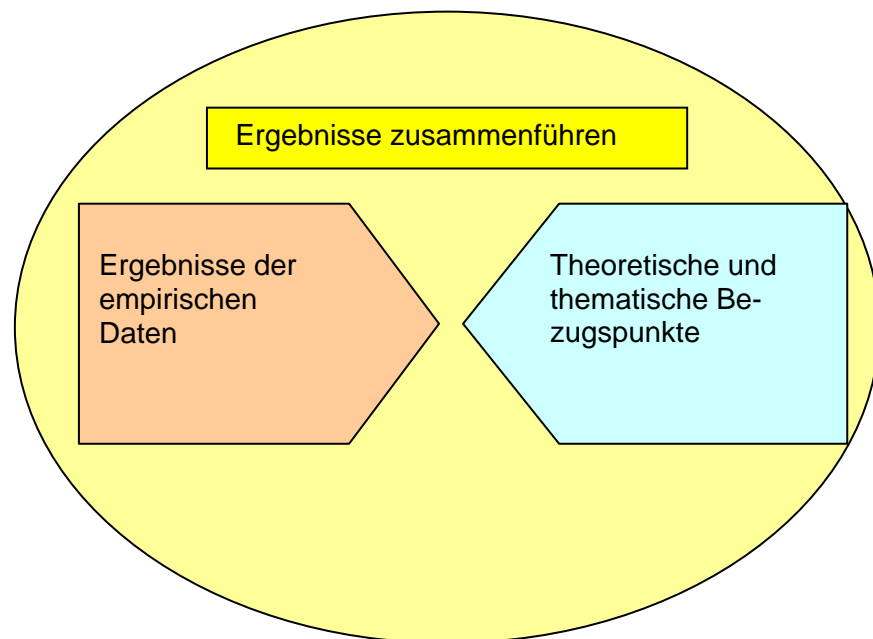 Ergebnisse zusammenführen
Ergebnisse der
empirischen
Daten
Theoretische und
thematische Be-
zugspunkte